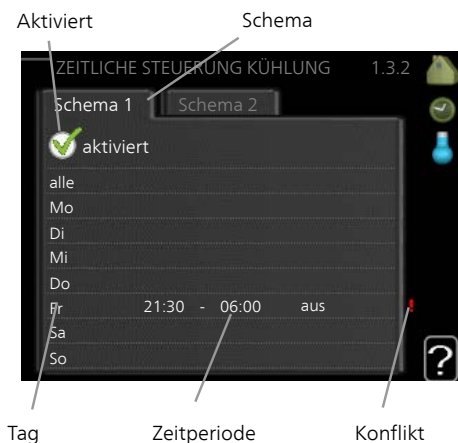 Aktiviert Schema
ZEITLICHE STEUERUNG KÜHLUNG 1.3.2
Schema 1 Schema 2
aktiviert
alle
Mo
Di
Mi
Do
Fr 21:30 - 06:00 aus !
Sa
So
?
Tag Zeitperiode Konflikt